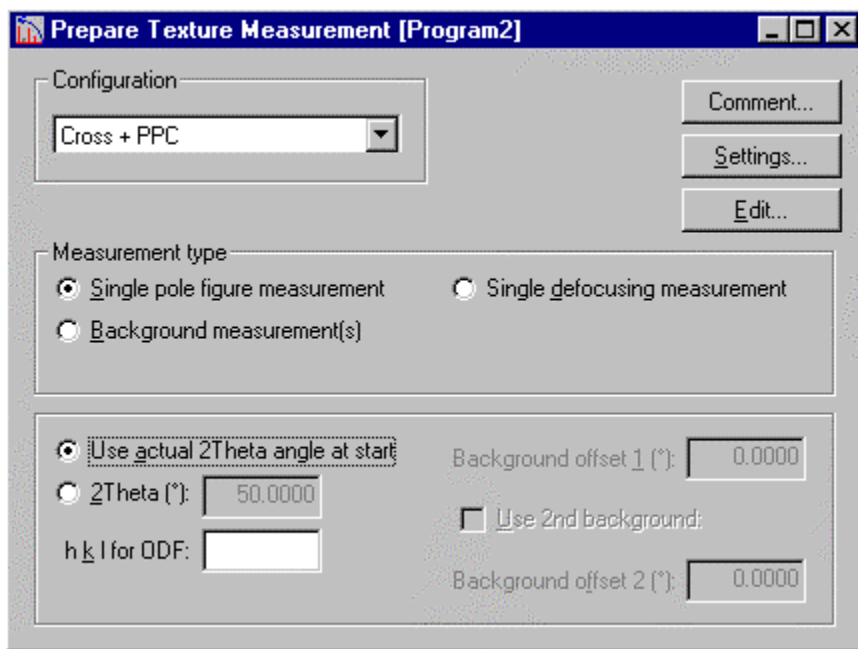 Prepare Texture Measurement [Program2]
Configuration
Cross + PPC
Comment...
Settings...
Edit...
Measurement type
Single pole figure measurement
Single defocusing measurement
Background measurement(s)
Use actual 2Theta angle at start
2Theta (°): 50.0000
h k l for ODF:
Background offset 1 (°): 0.0000
Use 2nd background:
Background offset 2 (°): 0.0000